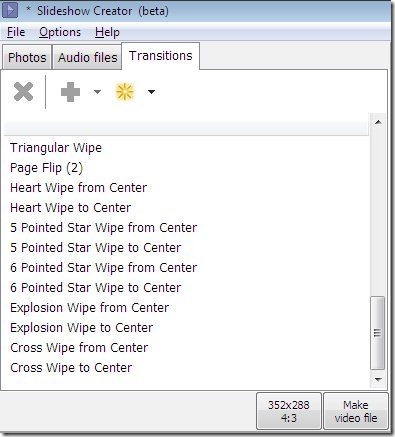 * Slideshow Creator (beta)
File Options Help
Photos Audio files Transitions
Triangular Wipe
Page Flip (2)
Heart Wipe from Center
Heart Wipe to Center
5 Pointed Star Wipe from Center
5 Pointed Star Wipe to Center
6 Pointed Star Wipe from Center
6 Pointed Star Wipe to Center
Explosion Wipe from Center
Explosion Wipe to Center
Cross Wipe from Center
Cross Wipe to Center
352x288
4:3
Make
video file